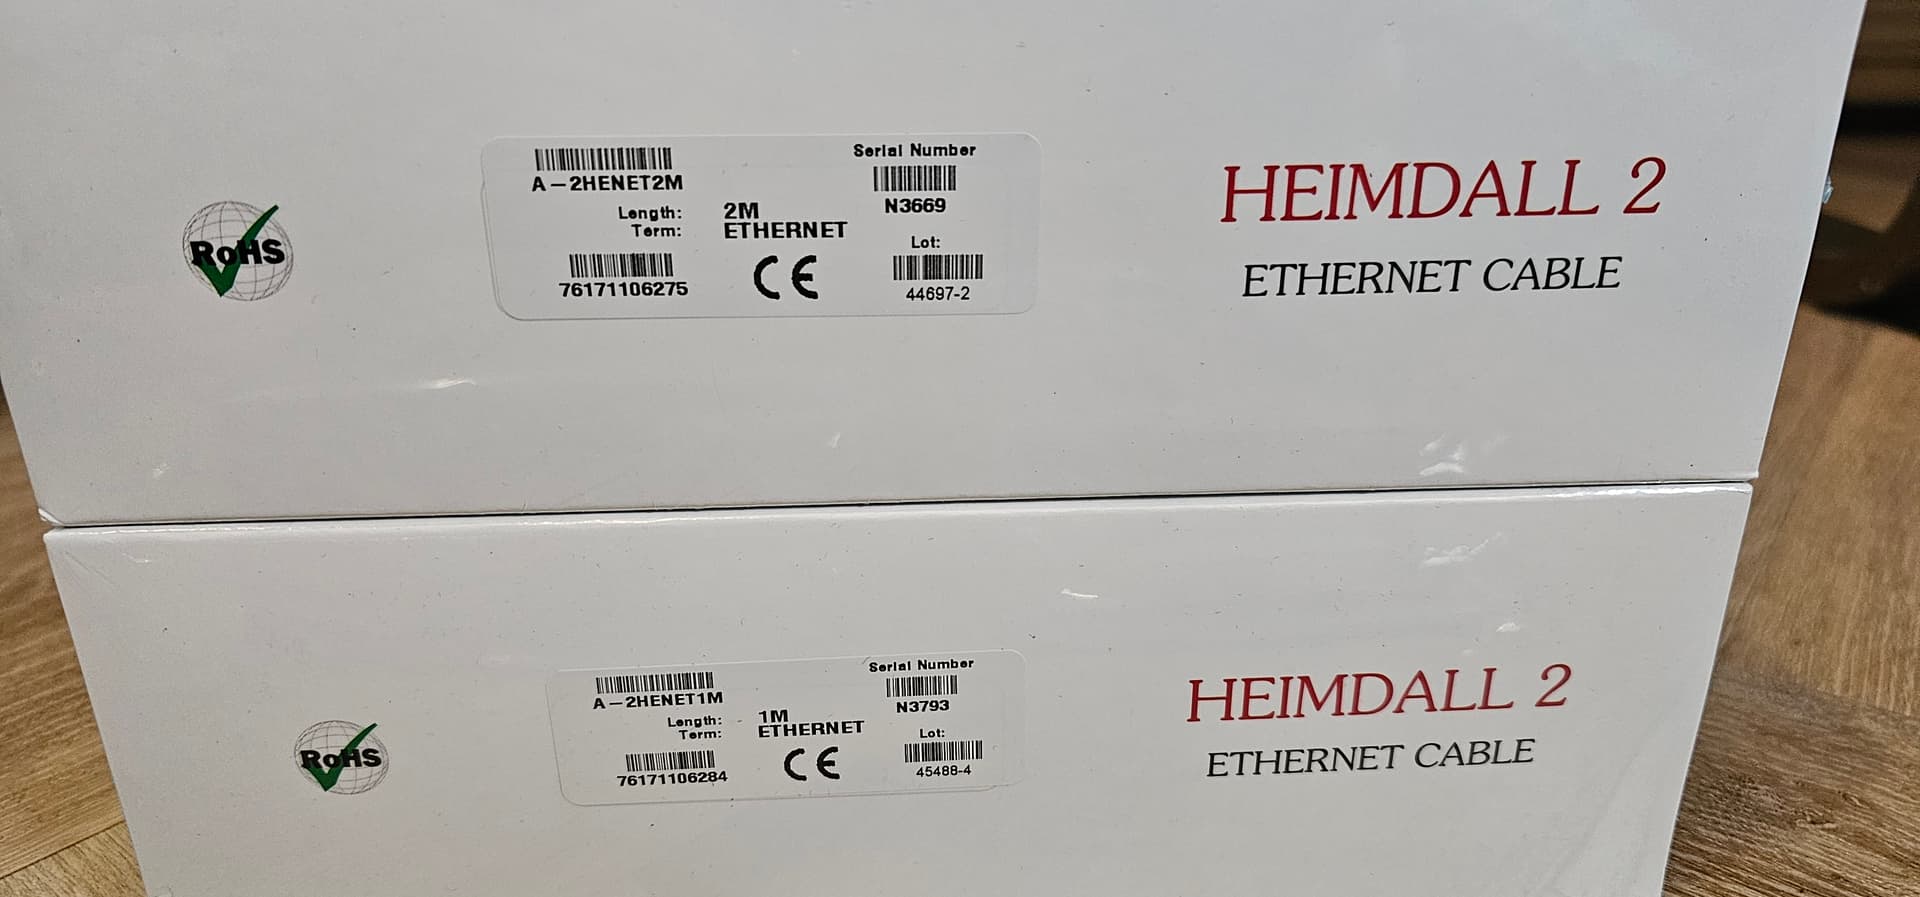 RoHS
A-2HENET2M
Length: 2M
Term: ETHERNET
76171106275
CE
Serial Number
N3669
Lot:
44697-2
HEIMDALL 2
ETHERNET CABLE
RoHS
A-2HENET1M
Length: 1M
Term: ETHERNET
76171106284
CE
Serial Number
N3793
Lot:
45488-4
HEIMDALL 2
ETHERNET CABLE